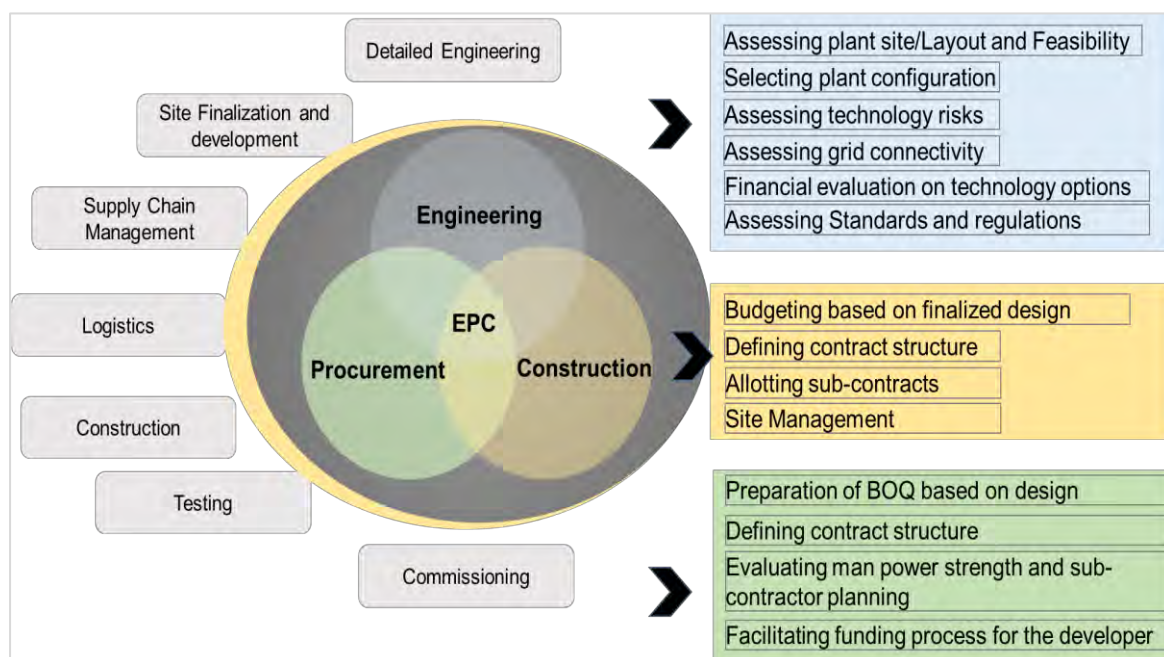 Detailed Engineering
Site Finalization and
development
Supply Chain
Management
Logistics
Construction
Testing
Commissioning
Engineering
EPC
Procurement
Construction
Assessing plant site/Layout and Feasibility
Selecting plant configuration
Assessing technology risks
Assessing grid connectivity
Financial evaluation on technology options
Assessing Standards and regulations
Budgeting based on finalized design
Defining contract structure
Allotting sub-contracts
Site Management
Preparation of BOQ based on design
Defining contract structure
Evaluating man power strength and sub-
contractor planning
Facilitating funding process for the developer